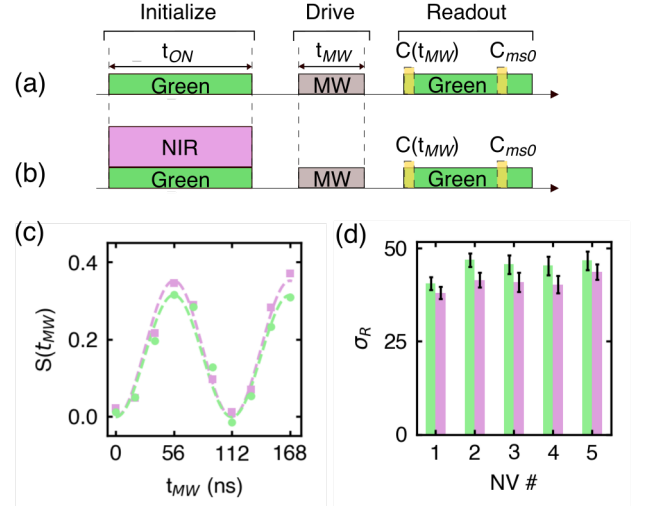 Initialize Drive Readout
t_ON t_MW C(t_MW) C_ms0
(a) Green MW Green
NIR C(t_MW) C_ms0
(b) Green MW Green
(c)
S(t_MW)
0.4
0.2
0.0
0 56 112 168
t_MW (ns)
(d)
σ_R
50
25
0
1 2 3 4 5
NV #